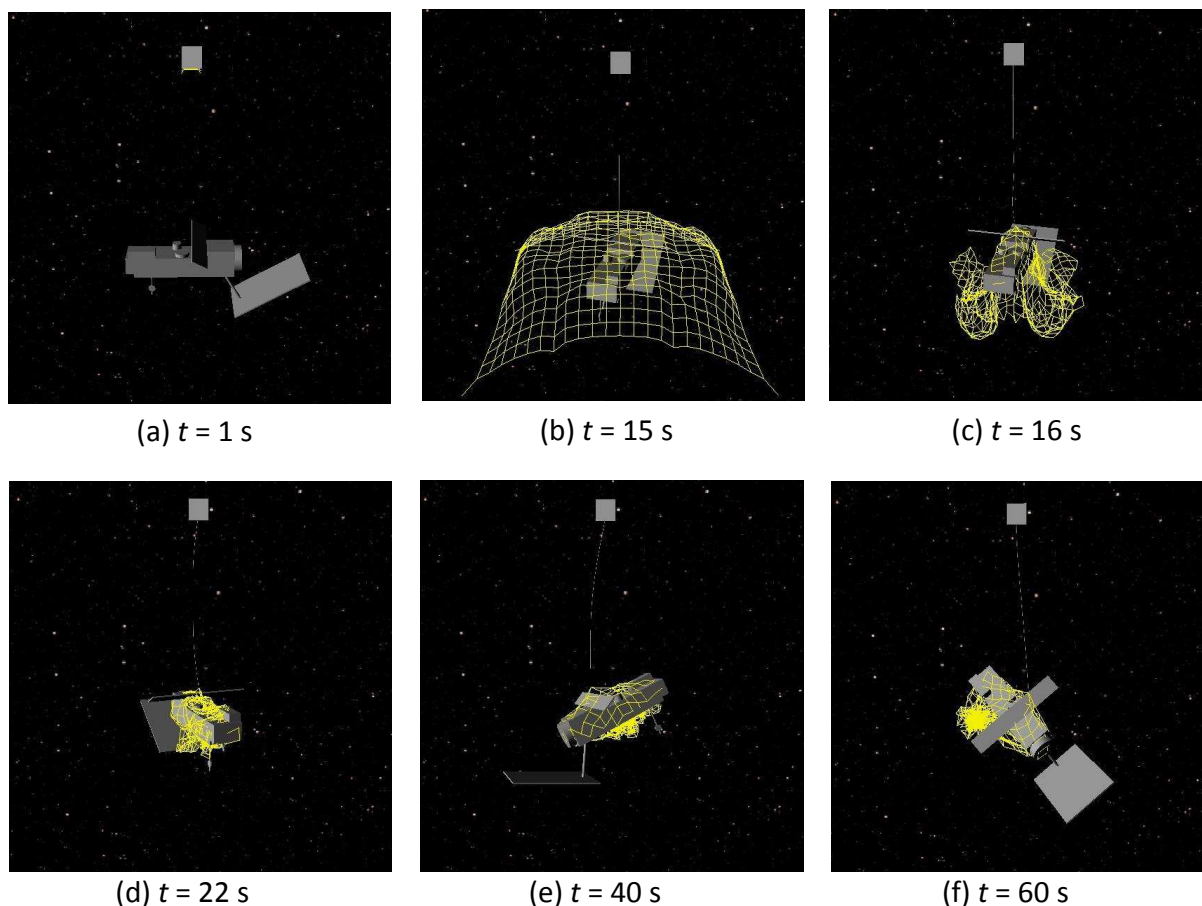 (a) t = 1 s
(b) t = 15 s
(c) t = 16 s
(d) t = 22 s
(e) t = 40 s
(f) t = 60 s